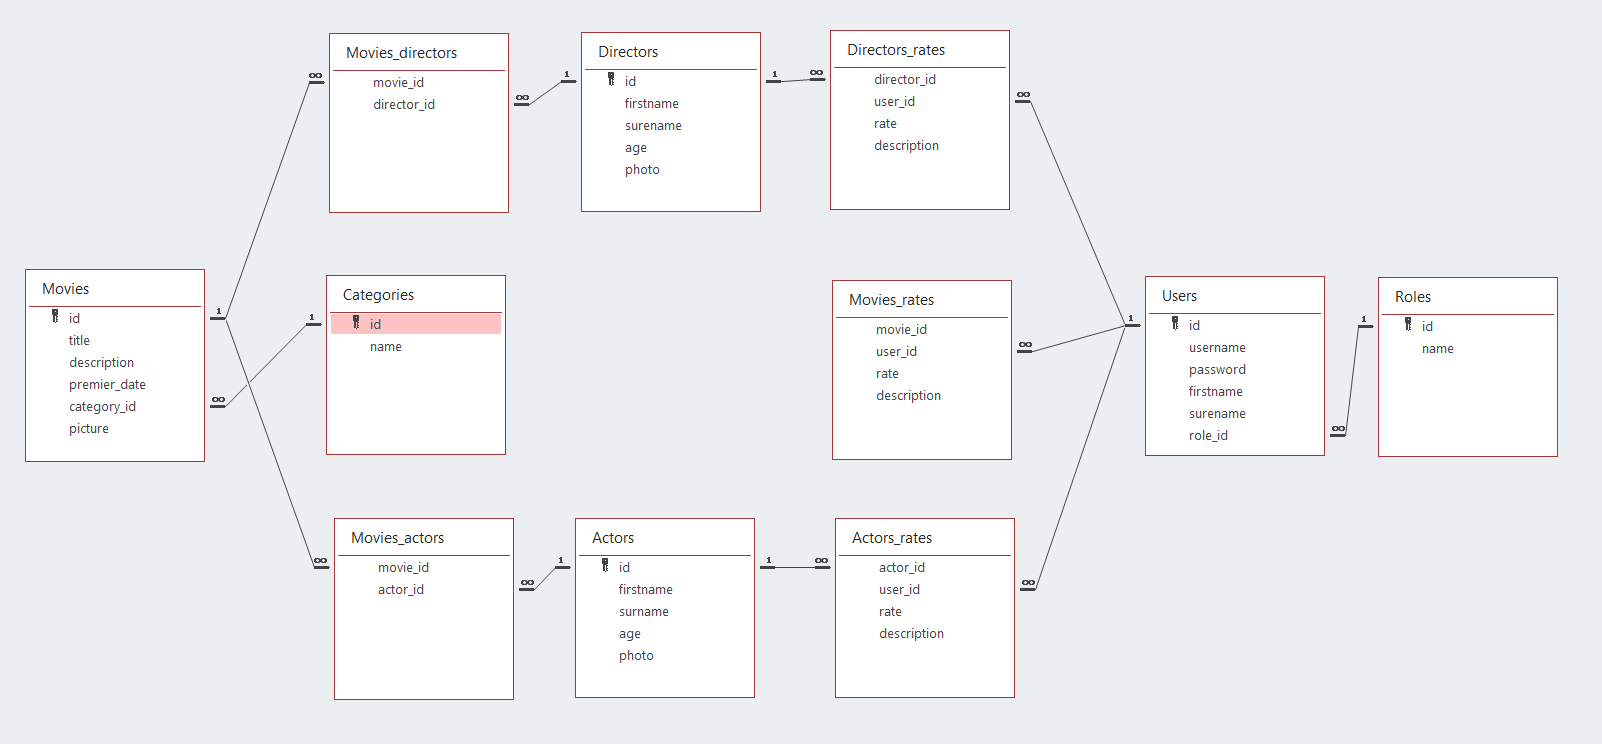 Movies_directors
movie_id
director_id
Directors
id
firstname
surename
age
photo
Directors_rates
director_id
user_id
rate
description
Movies
id
title
description
premier_date
category_id
picture
Categories
id
name
Movies_rates
movie_id
user_id
rate
description
Users
id
username
password
firstname
surename
role_id
Roles
id
name
Movies_actors
movie_id
actor_id
Actors
id
firstname
surname
age
photo
Actors_rates
actor_id
user_id
rate
description
∞
∞
1
1
∞
∞
1
1
∞
∞
1
1
∞
∞
∞
1
1
∞
∞